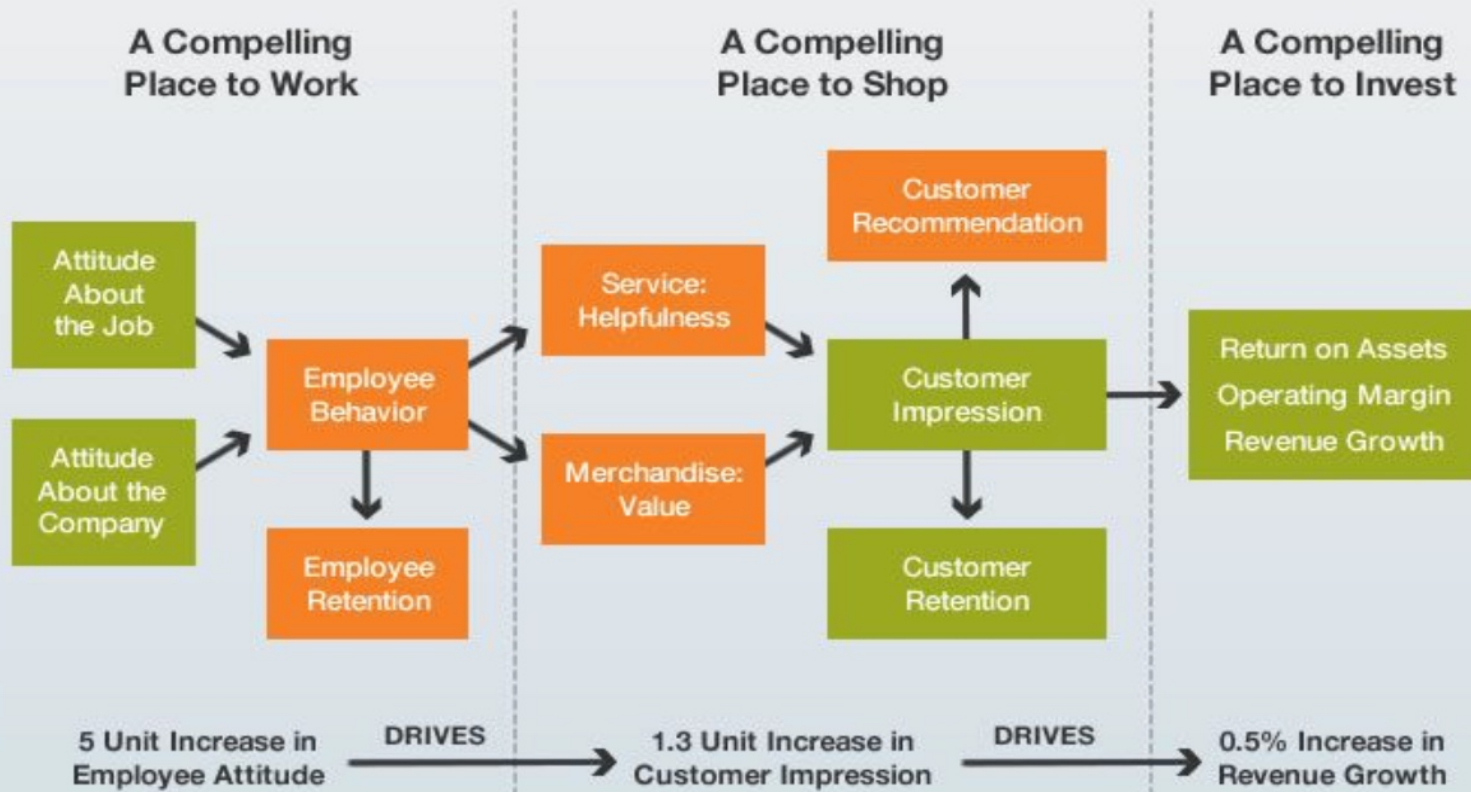 A Compelling
Place to Work
A Compelling
Place to Shop
A Compelling
Place to Invest
Attitude
About
the Job
Attitude
About the
Company
Employee
Behavior
Employee
Retention
Service:
Helpfulness
Merchandise:
Value
Customer
Recommendation
Customer
Impression
Customer
Retention
Return on Assets
Operating Margin
Revenue Growth
5 Unit Increase in
Employee Attitude
DRIVES
1.3 Unit Increase in
Customer Impression
DRIVES
0.5% Increase in
Revenue Growth